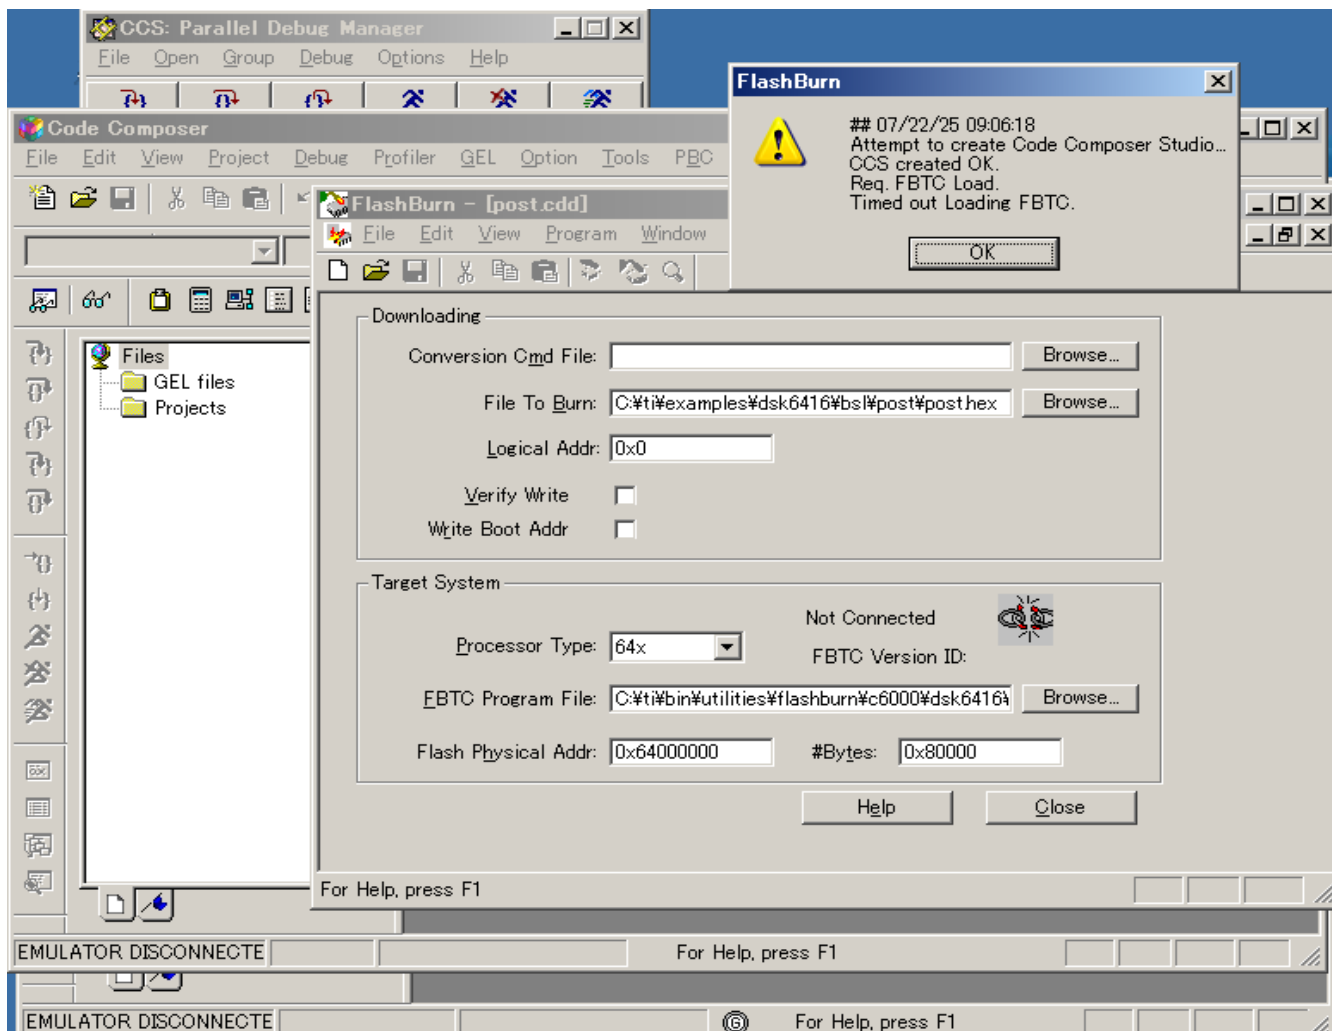 CCS: Parallel Debug Manager
File Open Group Debug Options Help
FlashBurn
## 07/22/25 09:06:18
Attempt to create Code Composer Studio...
CCS created OK.
Req. FBTC Load.
Timed out Loading FBTC.
OK
Code Composer
File Edit View Project Debug Profiler GEL Option Tools PBC
FlashBurn - [post.cdd]
File Edit View Program Window
Files
GEL files
Projects
Downloading
Conversion Cmd File:
Browse...
File To Burn: C:¥ti¥examples¥dsk6416¥bsl¥post¥post.hex
Browse...
Logical Addr: 0x0
Verify Write
Write Boot Addr
Target System
Not Connected
Processor Type: 64x
FBTC Version ID:
FBTC Program File: C:¥ti¥bin¥utilities¥flashburn¥c6000¥dsk6416¥
Browse...
Flash Physical Addr: 0x64000000
#Bytes: 0x80000
Help Close
For Help, press F1
EMULATOR DISCONNECTE
For Help, press F1
EMULATOR DISCONNECTE
For Help, press F1